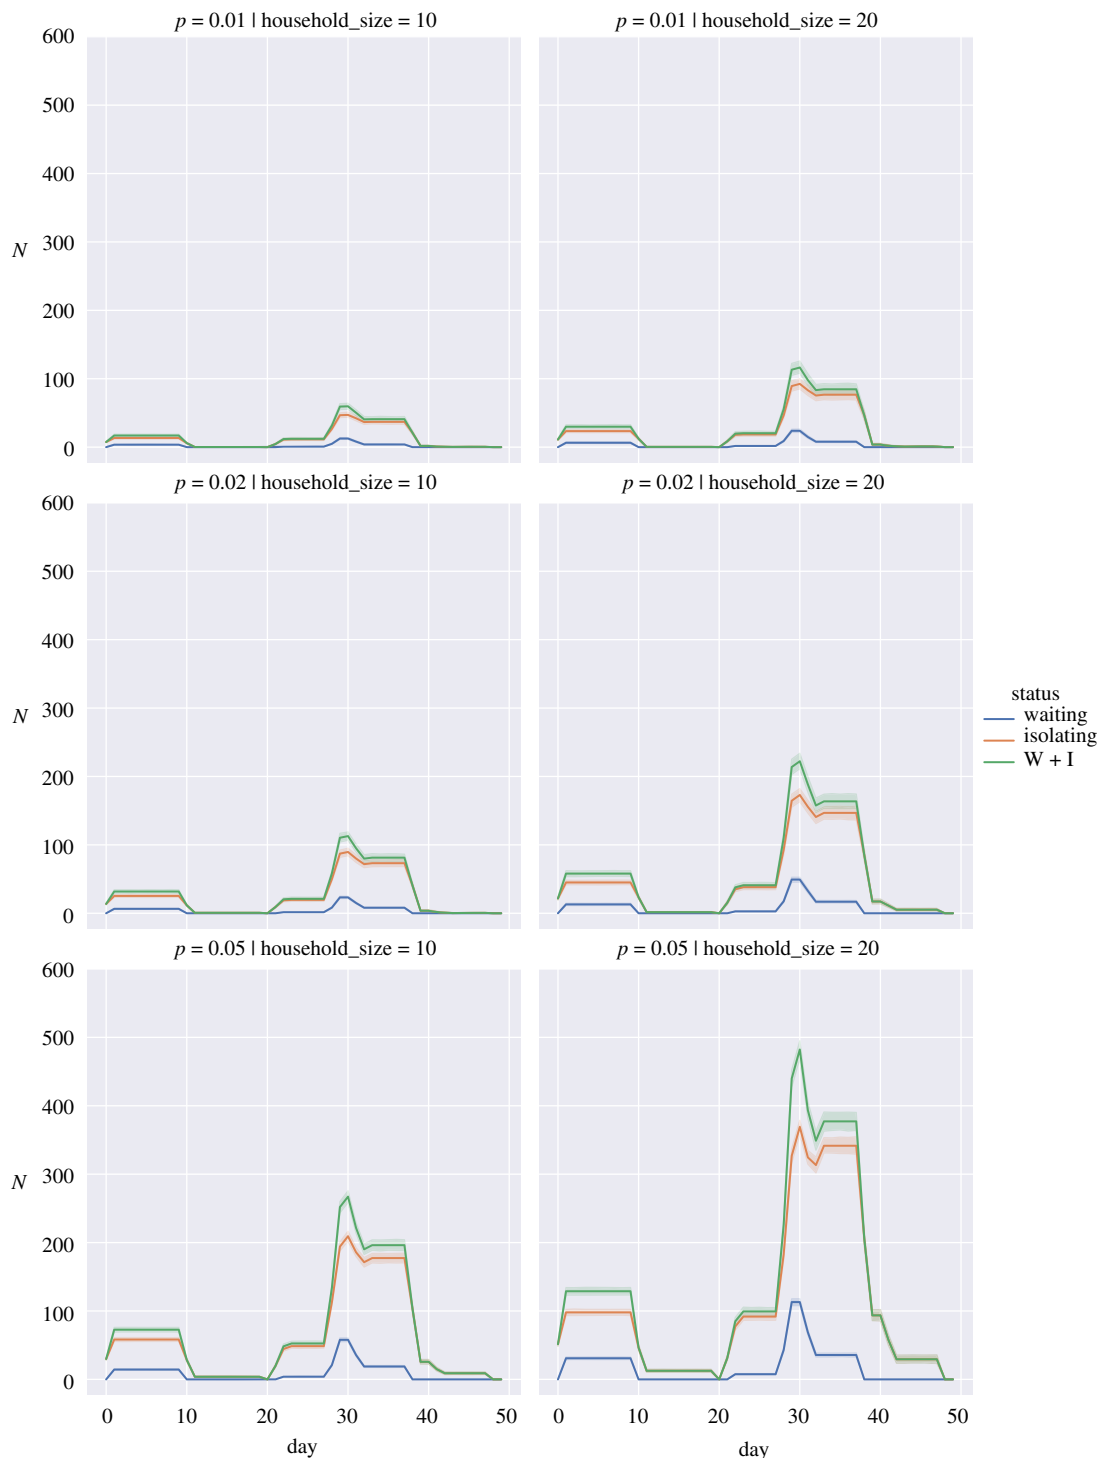 p = 0.01 | household_size = 10
p = 0.01 | household_size = 20
600
500
400
300
N
200
100
0
p = 0.02 | household_size = 10
p = 0.02 | household_size = 20
600
500
400
300
N
200
100
0
status
waiting
isolating
W + I
p = 0.05 | household_size = 10
p = 0.05 | household_size = 20
600
500
400
300
N
200
100
0
0 10 20 30 40 50
0 10 20 30 40 50
day
day